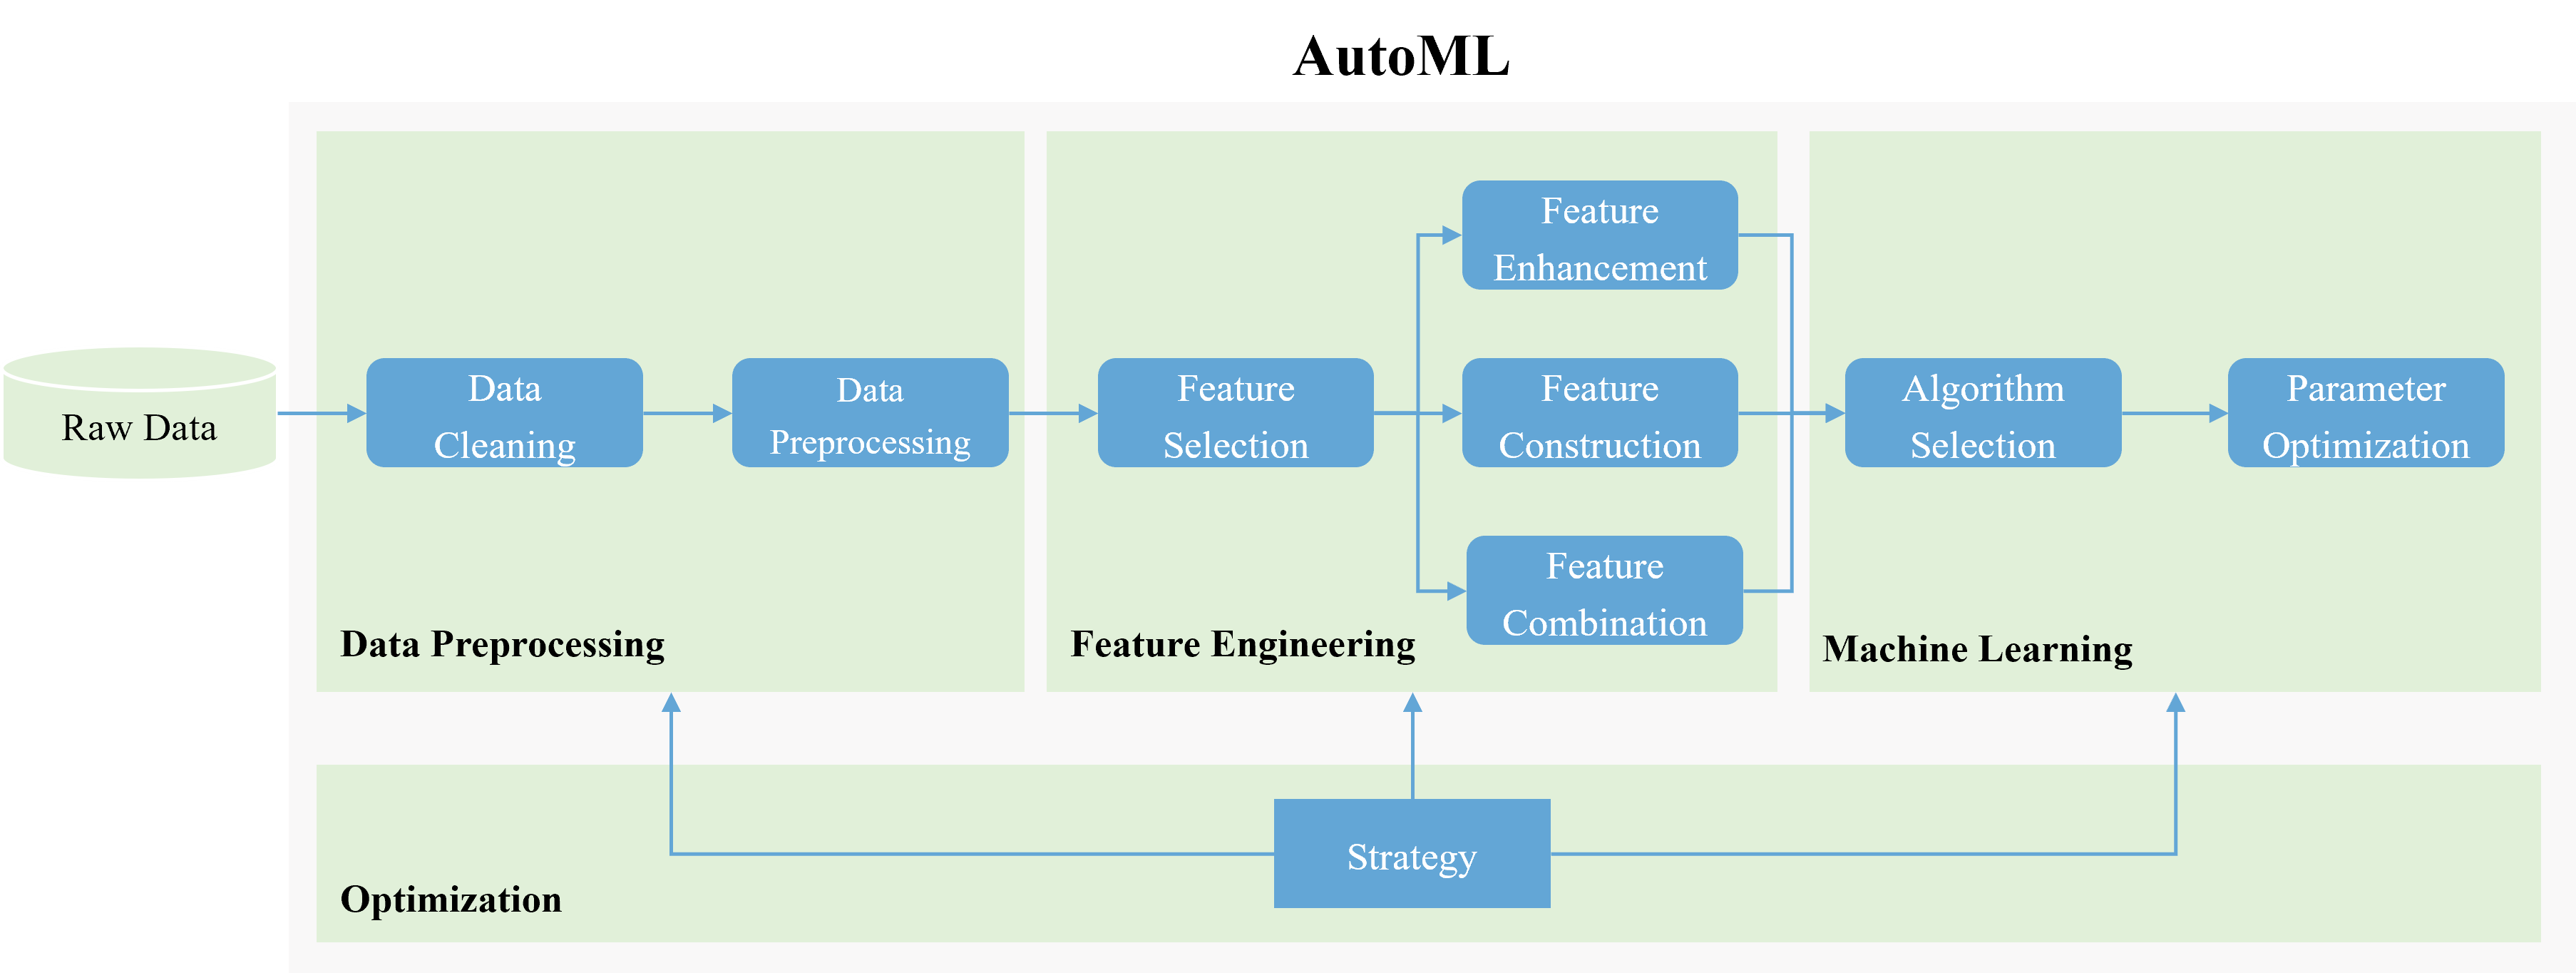 AutoML
Raw Data
Data
Cleaning
Data
Preprocessing
Data Preprocessing
Feature
Selection
Feature
Enhancement
Feature
Construction
Feature
Combination
Feature Engineering
Algorithm
Selection
Parameter
Optimization
Machine Learning
Strategy
Optimization